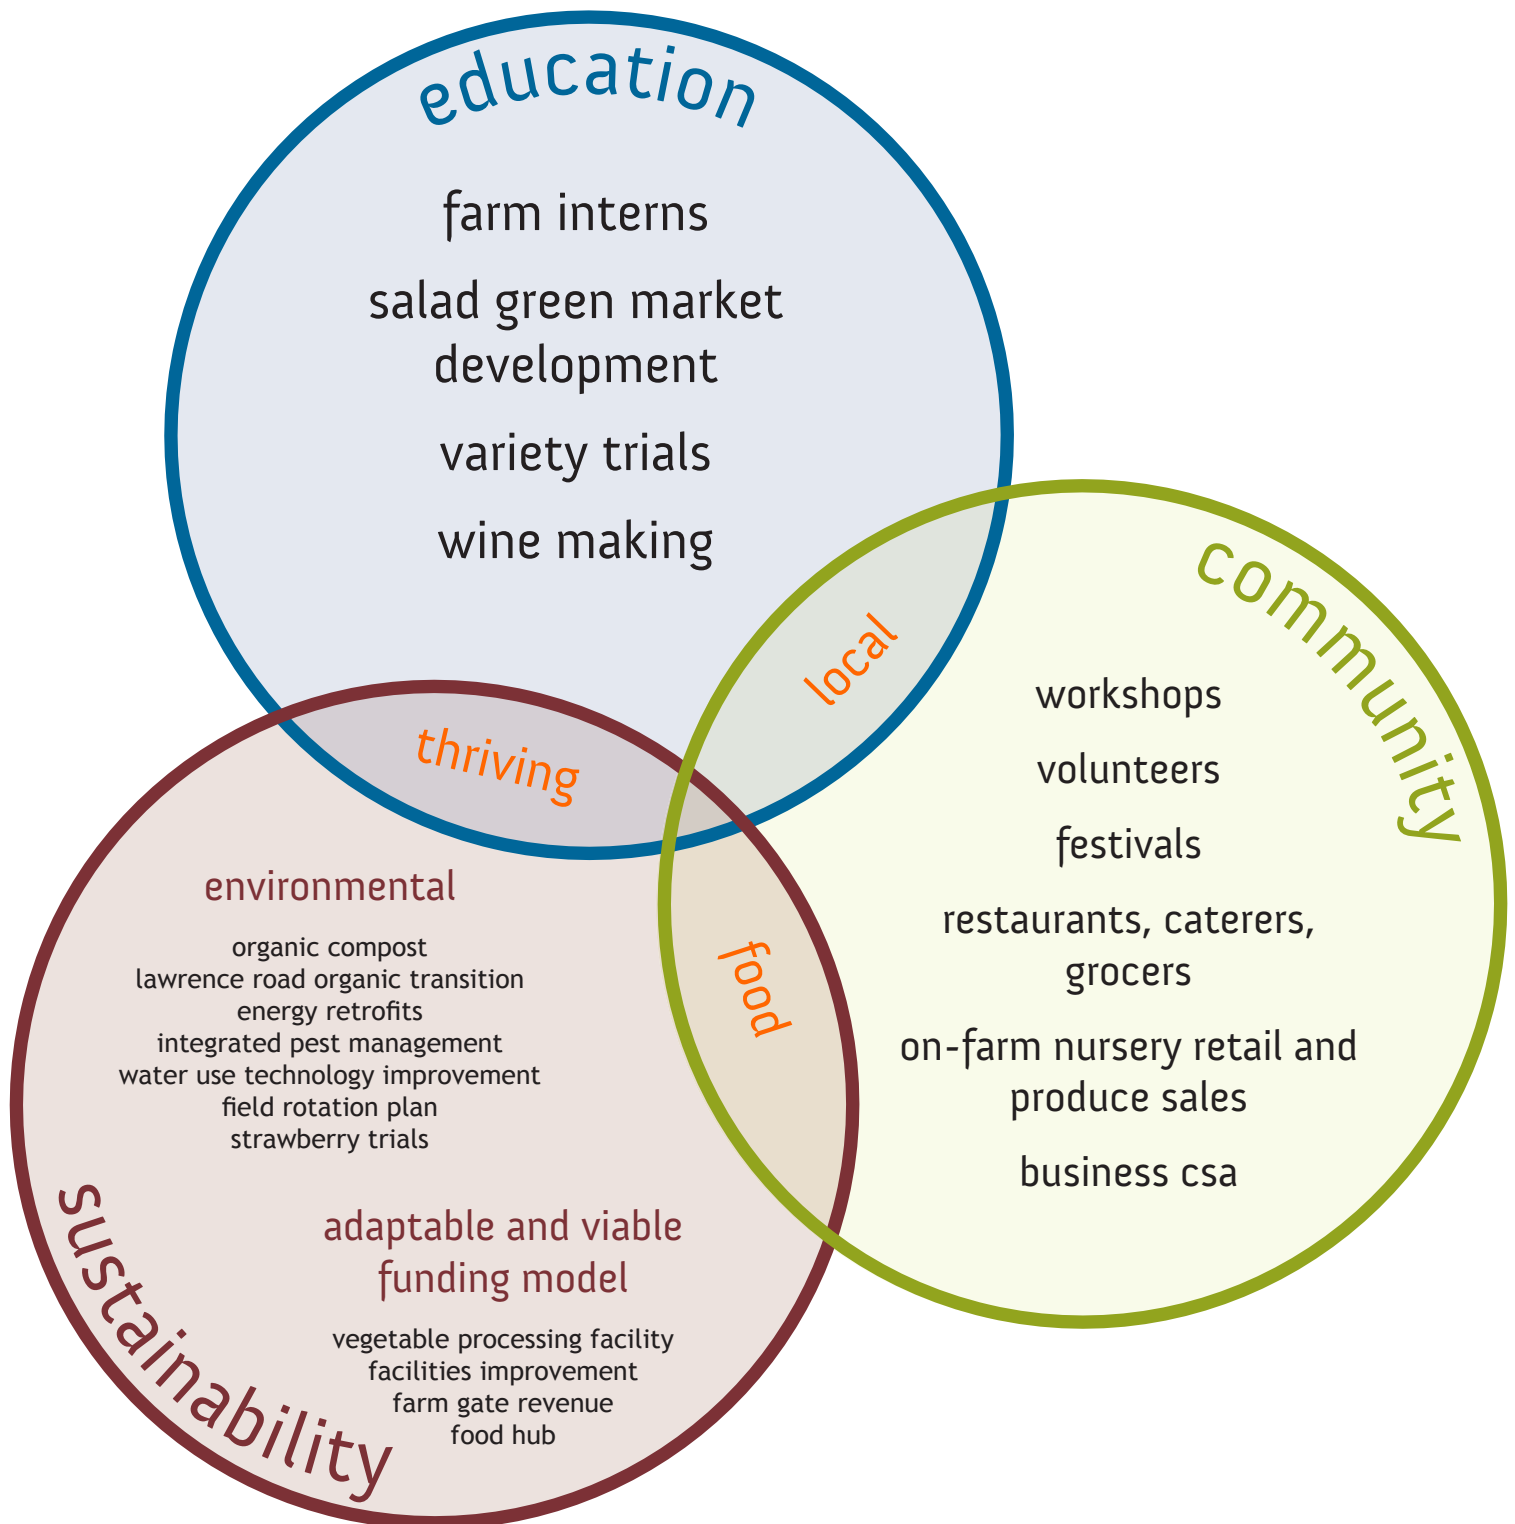 education
farm interns
salad green market
development
variety trials
wine making
local
thriving
food
community
workshops
volunteers
festivals
restaurants, caterers,
grocers
on-farm nursery retail and
produce sales
business csa
environmental
organic compost
lawrence road organic transition
energy retrofits
integrated pest management
water use technology improvement
field rotation plan
strawberry trials
adaptable and viable
funding model
vegetable processing facility
facilities improvement
farm gate revenue
food hub
sustainability